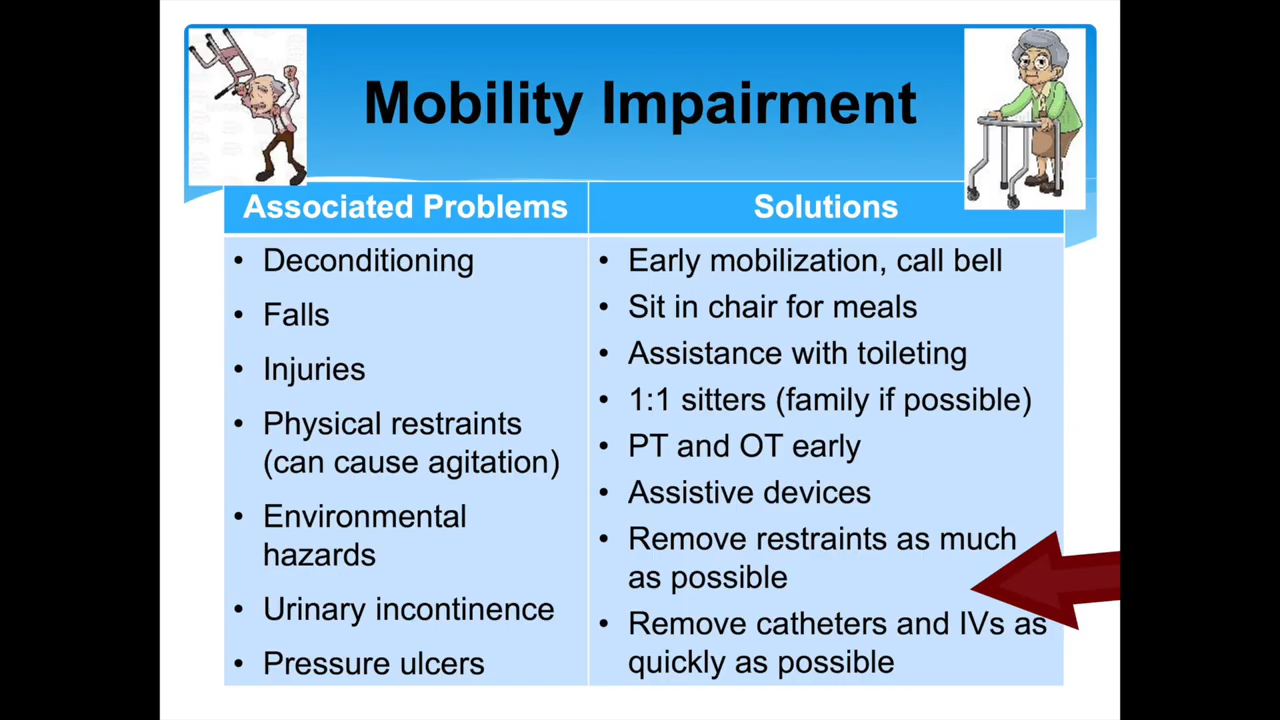 Mobility Impairment
Associated Problems
• Deconditioning
• Falls
• Injuries
• Physical restraints
(can cause agitation)
• Environmental
hazards
• Urinary incontinence
• Pressure ulcers
Solutions
• Early mobilization, call bell
• Sit in chair for meals
• Assistance with toileting
• 1:1 sitters (family if possible)
• PT and OT early
• Assistive devices
• Remove restraints as much
as possible
• Remove catheters and IVs as
quickly as possible